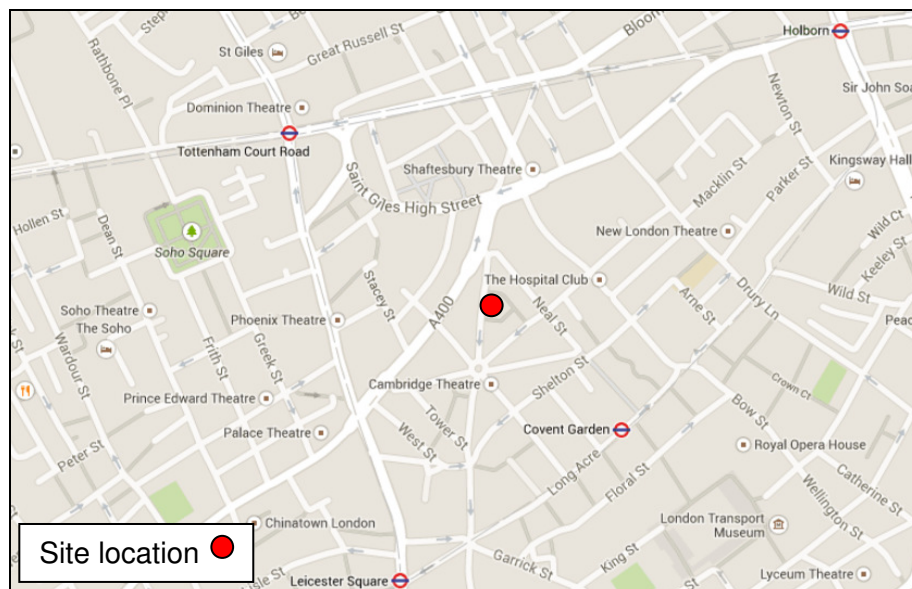 Holborn
Bloom
Steph
St Giles
Great Russell St
Rathbone Pl
Newton St
Sir John Soa
Dominion Theatre
Tottenham Court Road
Shaftesbury Theatre
Kingsway Hall
Saint Giles High Street
Macklin St
Parker St
Hollen St
Dean St
Soho Square
New London Theatre
Wild Ct
Keeley St
The Hospital Club
Stacey St
A400
Neal St
Arne St
Drury Ln
Wild St
Soho Theatre
The Soho
Phoenix Theatre
Peac
Wardour St
Frith St
Greek St
Shelton St
Cambridge Theatre
Crown Ct
Prince Edward Theatre
Tower St
West St
Covent Garden
Bow St
Palace Theatre
Royal Opera House
Peter St
Long Acre
Floral St
Wellington St
Catherine St
Chinatown London
London Transport
Museum
Site location
Leicester Square
isle St
Garrick St
King St
Lyceum Theatre